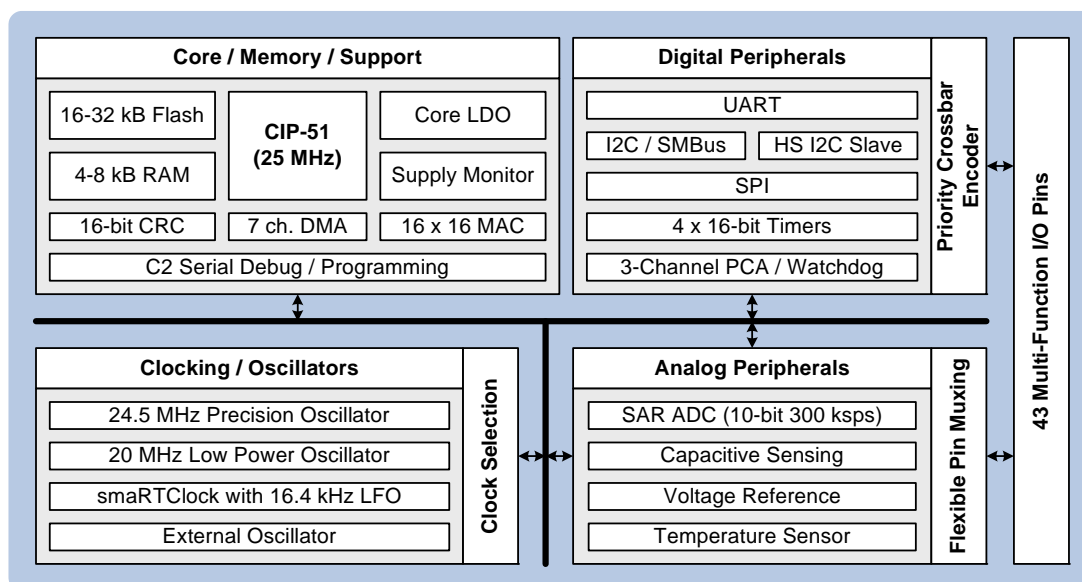 Core / Memory / Support
16-32 kB Flash
CIP-51
(25 MHz)
Core LDO
4-8 kB RAM
Supply Monitor
16-bit CRC
7 ch. DMA
16 x 16 MAC
C2 Serial Debug / Programming
Digital Peripherals
UART
I2C / SMBus
HS I2C Slave
SPI
4 x 16-bit Timers
3-Channel PCA / Watchdog
Priority Crossbar
Encoder
43 Multi-Function I/O Pins
Clocking / Oscillators
24.5 MHz Precision Oscillator
20 MHz Low Power Oscillator
smaRTClock with 16.4 kHz LFO
External Oscillator
Clock Selection
Analog Peripherals
SAR ADC (10-bit 300 ksps)
Capacitive Sensing
Voltage Reference
Temperature Sensor
Flexible Pin Muxing